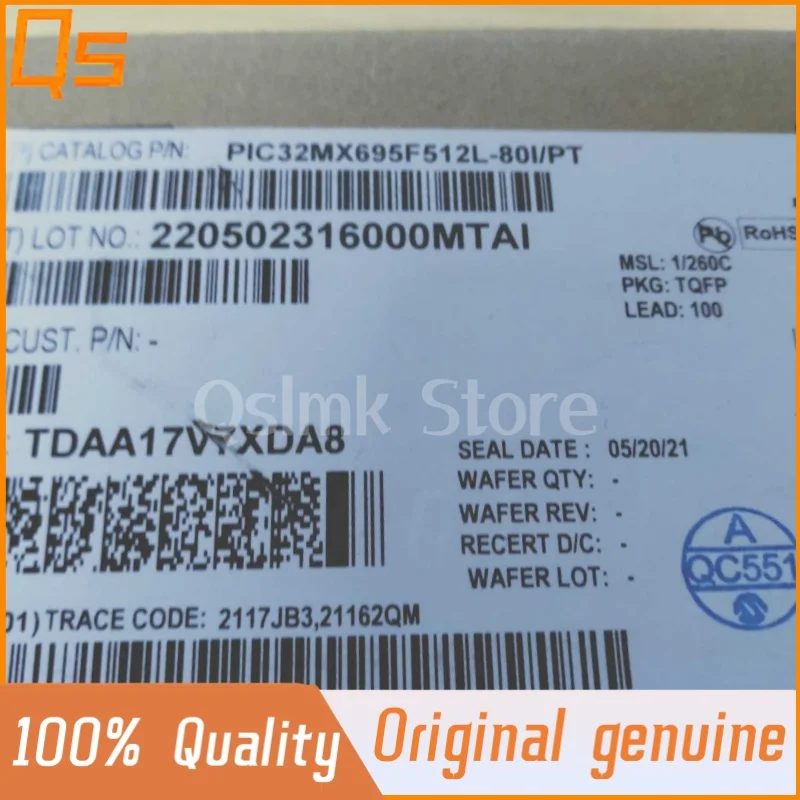 QS
CATALOG P/N: PIC32MX695F512L-80I/PT
T) LOT NO.: 220502316000MTAI
Pb
RoHS
MSL: 1/260C
PKG: TQFP
LEAD: 100
CUST. P/N: -
Qslmk Store
SEAL DATE : 05/20/21
WAFER QTY: -
WAFER REV: -
RECERT D/C: -
WAFER LOT: -
A
QC551
01) TRACE CODE: 2117JB3,21162QM
100% Quality
Original genuine